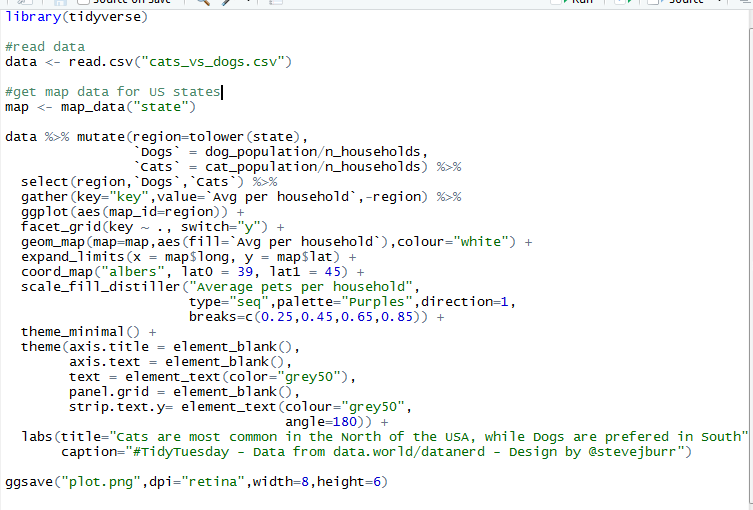 Source on Save Run Source
library(tidyverse)
#read data
data <- read.csv("cats_vs_dogs.csv")
#get map data for US states
map <- map_data("state")
data %>% mutate(region=tolower(state),
`Dogs` = dog_population/n_households,
`Cats` = cat_population/n_households) %>%
select(region,`Dogs`,`Cats`) %>%
gather(key="key",value=`Avg per household`,-region) %>%
ggplot(aes(map_id=region)) +
facet_grid(key ~ ., switch="y") +
geom_map(map=map,aes(fill=`Avg per household`),colour="white") +
expand_limits(x = map$long, y = map$lat) +
coord_map("albers", lat0 = 39, lat1 = 45) +
scale_fill_distiller("Average pets per household",
type="seq",palette="Purples",direction=1,
breaks=c(0.25,0.45,0.65,0.85)) +
theme_minimal() +
theme(axis.title = element_blank(),
axis.text = element_blank(),
text = element_text(color="grey50"),
panel.grid = element_blank(),
strip.text.y= element_text(colour="grey50",
angle=180)) +
labs(title="Cats are most common in the North of the USA, while Dogs are prefered in South"
caption="#TidyTuesday - Data from data.world/datanerd - Design by @stevejburr")
ggsave("plot.png",dpi="retina",width=8,height=6)